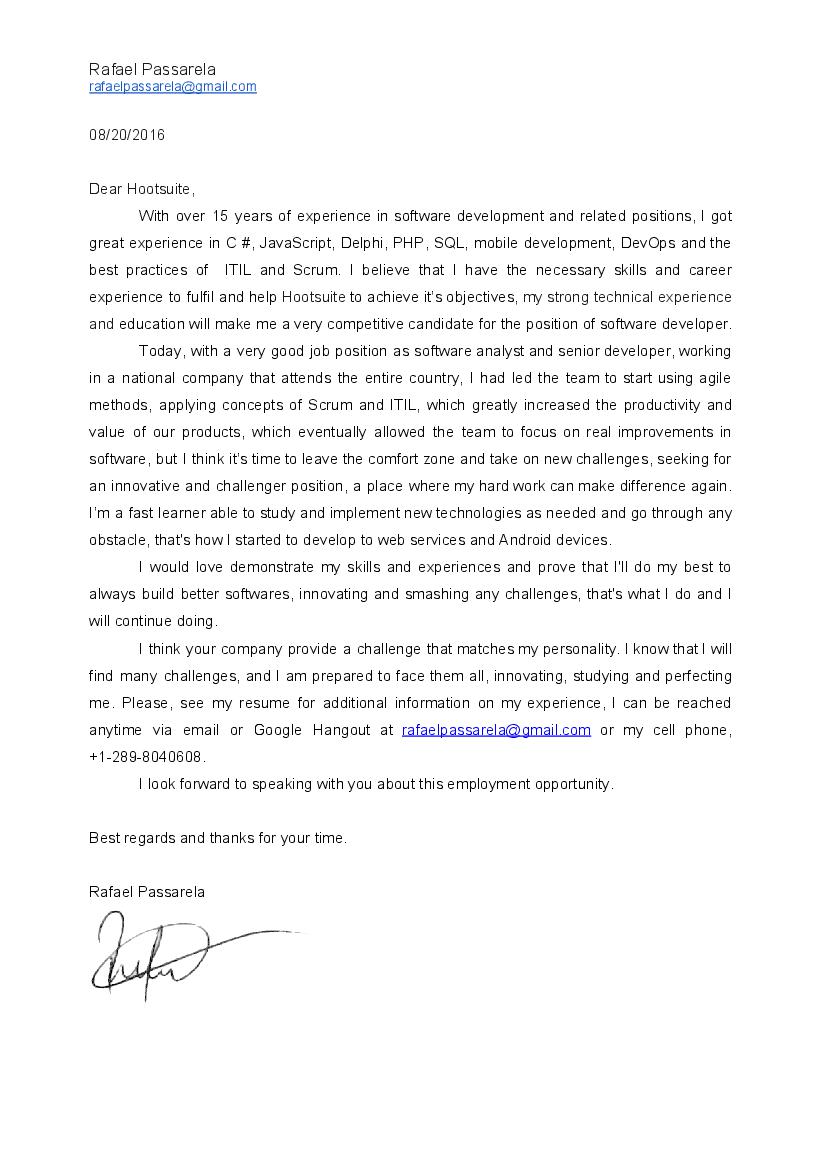 Rafael Passarela
rafaelpassarela@gmail.com
08/20/2016
Dear Hootsuite,
With over 15 years of experience in software development and related positions, I got
great experience in C #, JavaScript, Delphi, PHP, SQL, mobile development, DevOps and the
best practices of ITIL and Scrum. I believe that I have the necessary skills and career
experience to fulfil and help Hootsuite to achieve it's objectives, my strong technical experience
and education will make me a very competitive candidate for the position of software developer.
Today, with a very good job position as software analyst and senior developer, working
in a national company that attends the entire country, I had led the team to start using agile
methods, applying concepts of Scrum and ITIL, which greatly increased the productivity and
value of our products, which eventually allowed the team to focus on real improvements in
software, but I think it's time to leave the comfort zone and take on new challenges, seeking for
an innovative and challenger position, a place where my hard work can make difference again.
I'm a fast learner able to study and implement new technologies as needed and go through any
obstacle, that's how I started to develop to web services and Android devices.
I would love demonstrate my skills and experiences and prove that I'll do my best to
always build better softwares, innovating and smashing any challenges, that's what I do and I
will continue doing.
I think your company provide a challenge that matches my personality. I know that I will
find many challenges, and I am prepared to face them all, innovating, studying and perfecting
me. Please, see my resume for additional information on my experience, I can be reached
anytime via email or Google Hangout at rafaelpassarela@gmail.com or my cell phone,
+1-289-8040608.
I look forward to speaking with you about this employment opportunity.
Best regards and thanks for your time.
Rafael Passarela